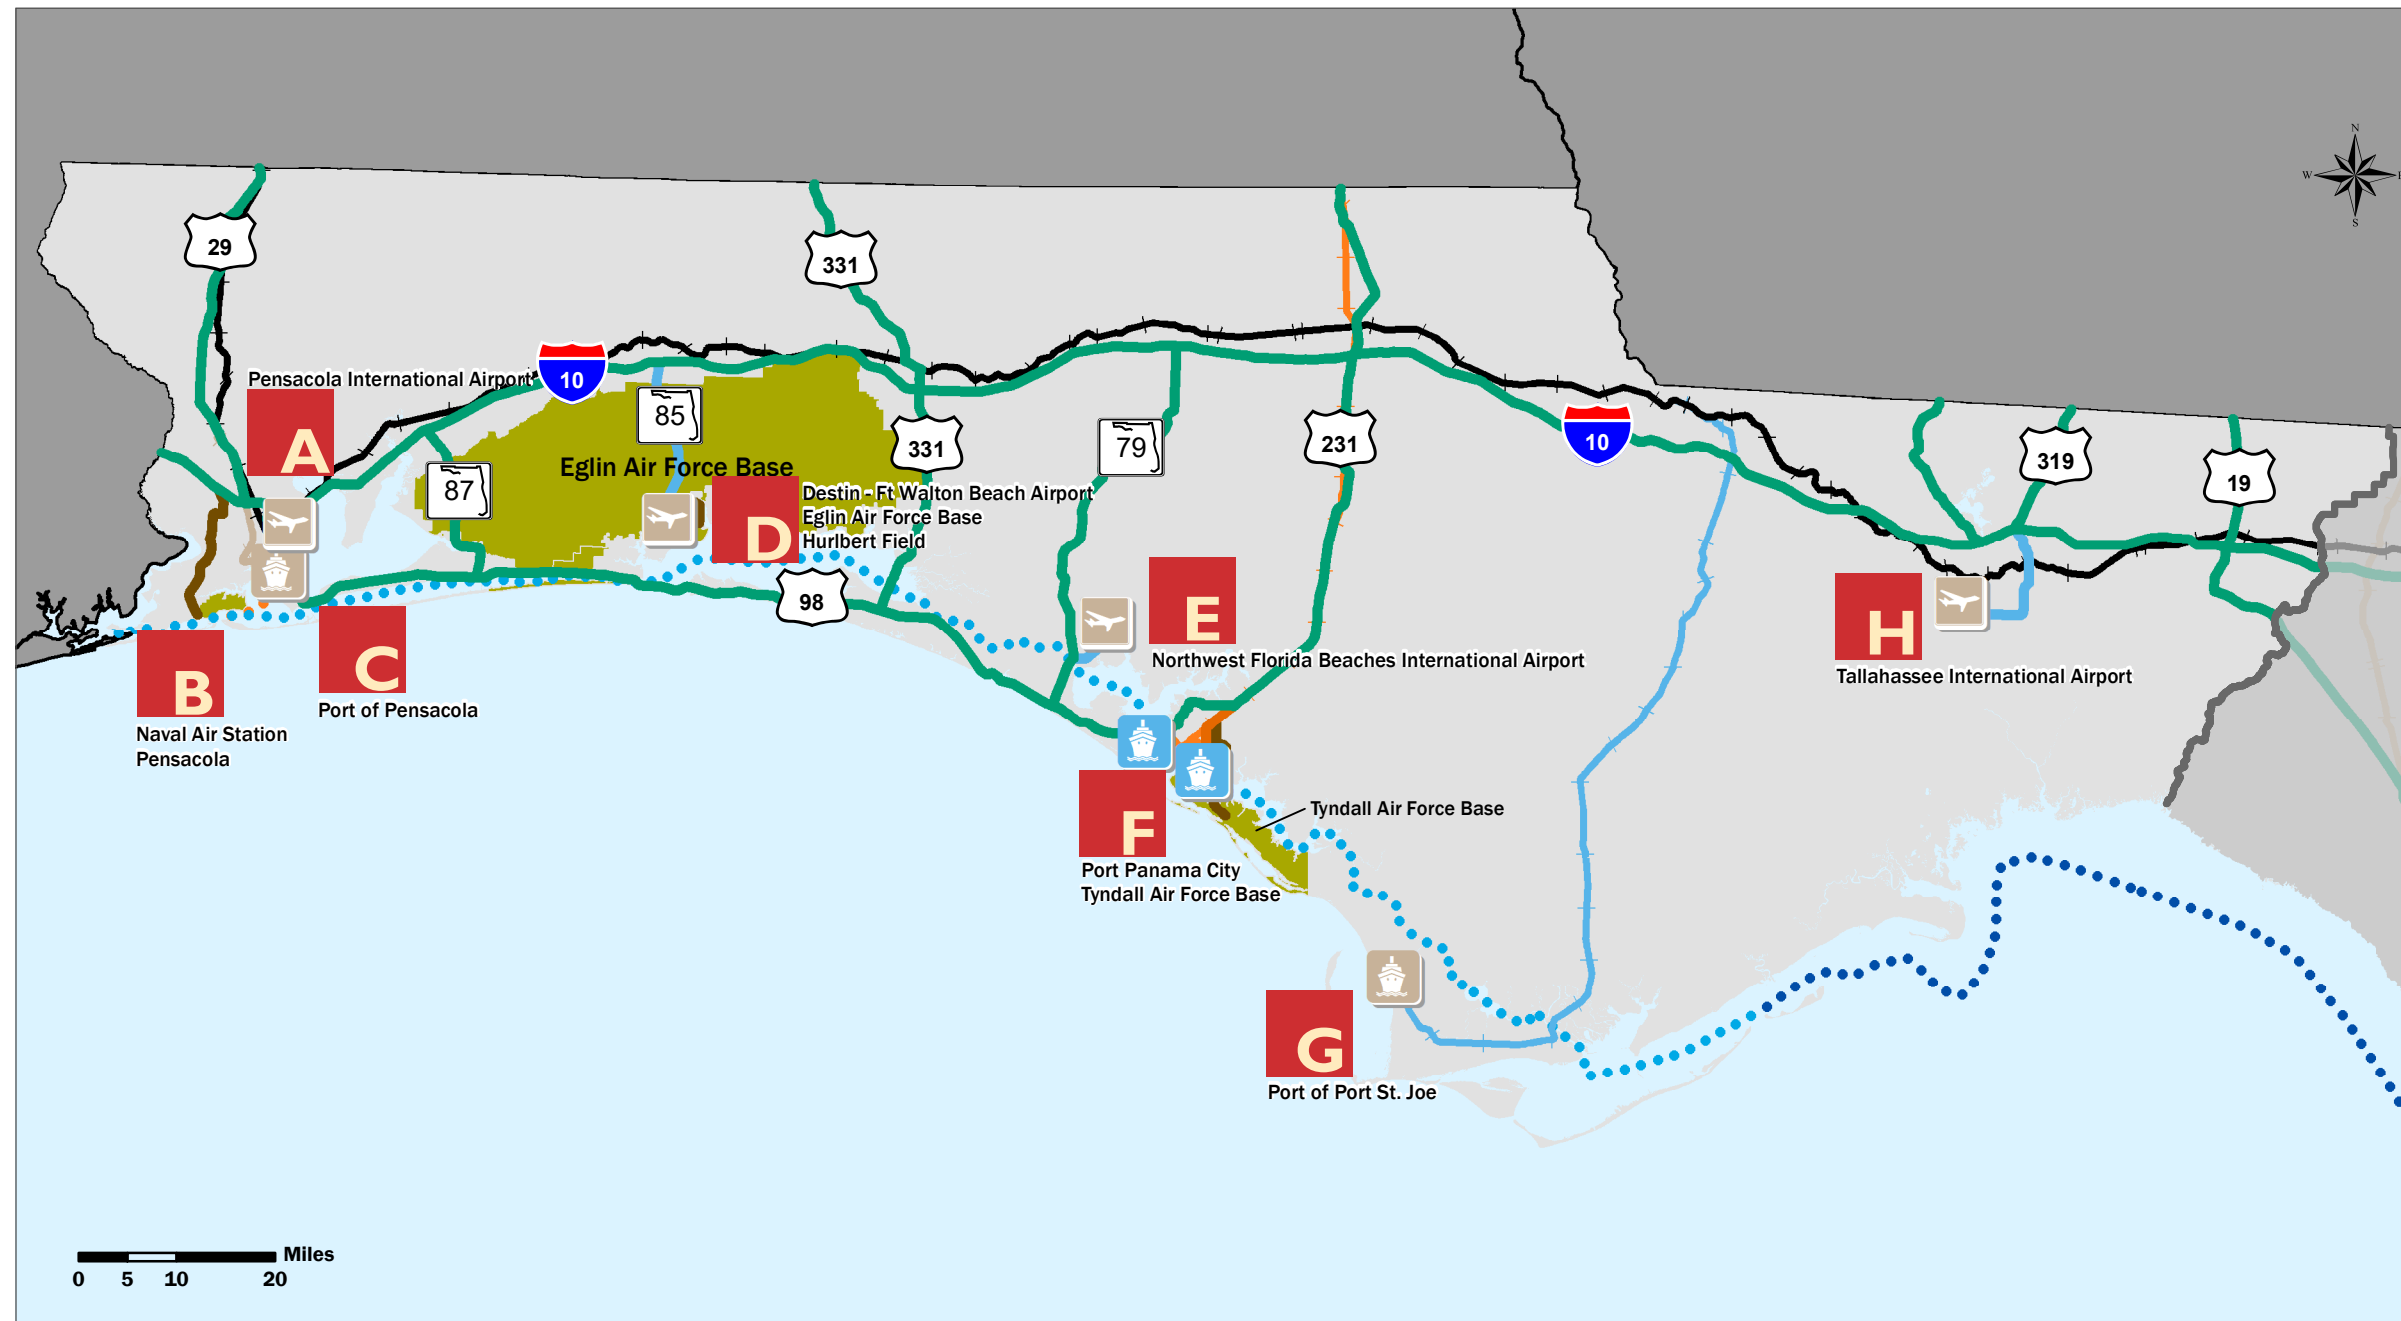 N
W
S
29
331
Pensacola International Airport
10
A
85
87
Eglin Air Force Base
331
79
231
10
319
19
D
Destin - Ft Walton Beach Airport
Eglin Air Force Base
Hurlbert Field
98
E
Northwest Florida Beaches International Airport
H
Tallahassee International Airport
B
Naval Air Station
Pensacola
C
Port of Pensacola
F
Port Panama City
Tyndall Air Force Base
Tyndall Air Force Base
G
Port of Port St. Joe
Miles
0 5 10 20